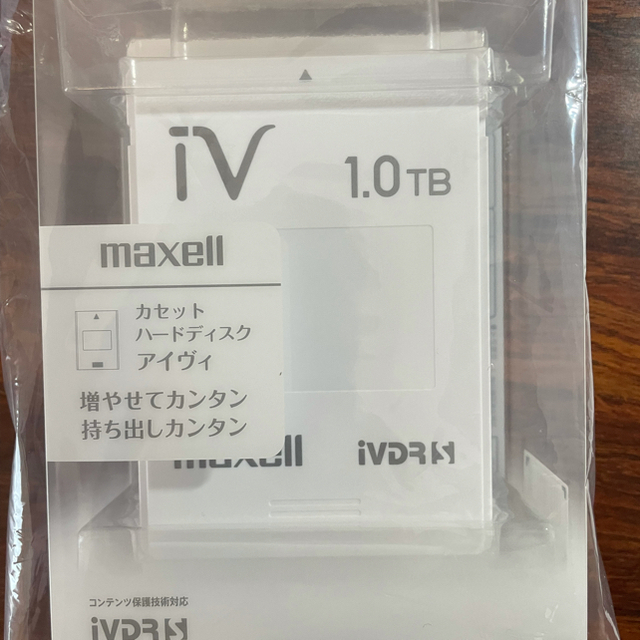 iV
1.0 TB
maxell
カセット
ハードディスク
アイヴィ
増やせてカンタン
持ち出しカンタン
maxell
iVDR S
コンテンツ保護技術対応
iVDR S